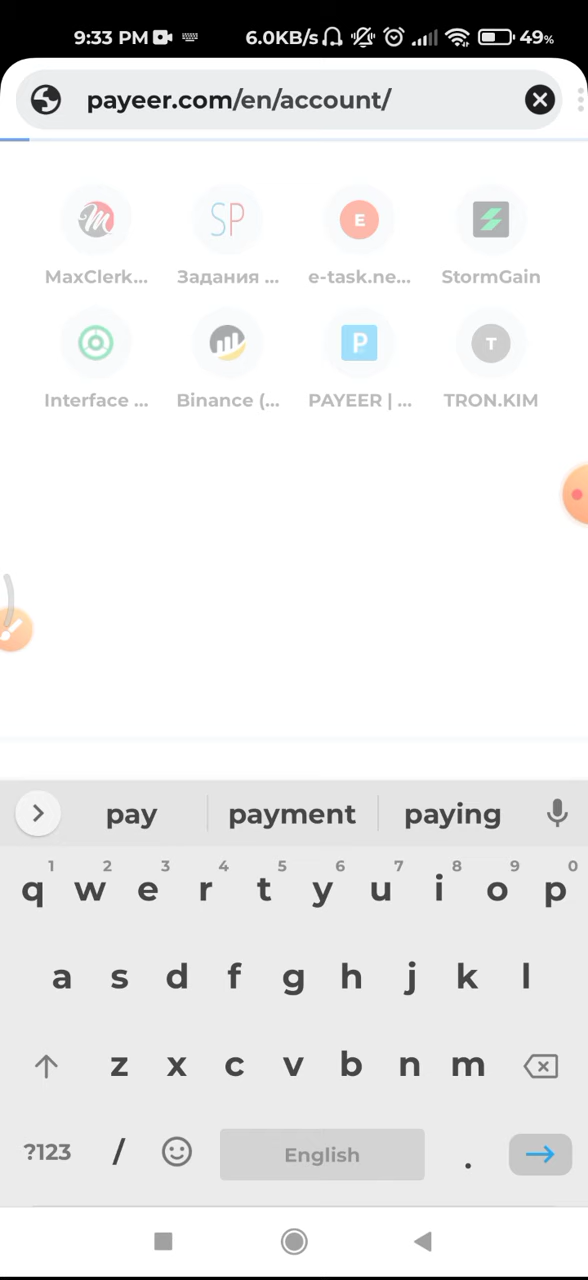 9:33 PM 6.0KB/s 49%
payeer.com/en/account/
M SP E
MaxClerk... Задания ... e-task.ne... StormGain
P T
Interface ... Binance (... PAYEER | ... TRON.KIM
pay payment paying
1 2 3 4 5 6 7 8 9 0
q w e r t y u i o p
a s d f g h j k l
z x c v b n m
?123 / English .